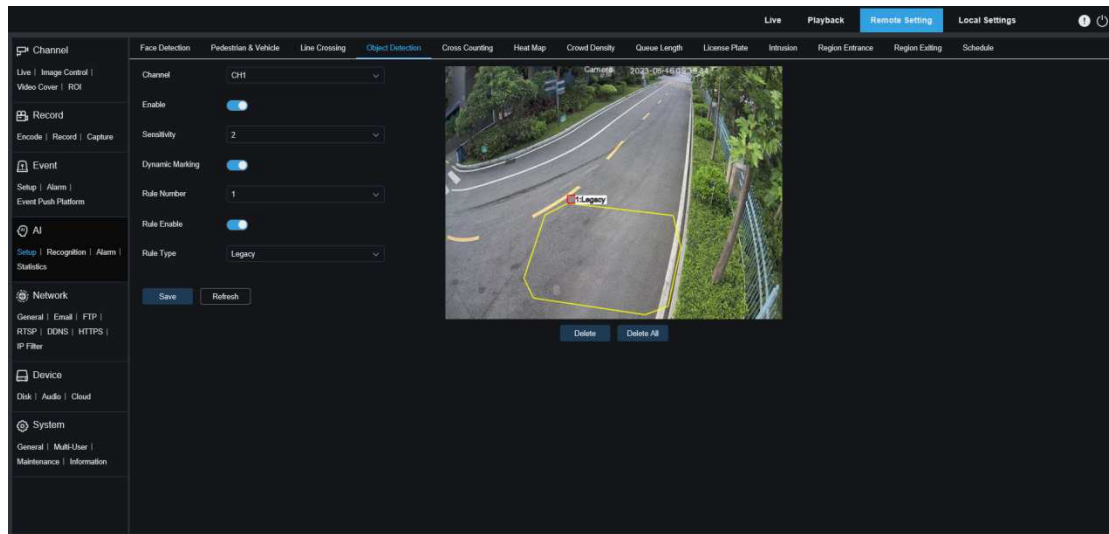 Live Playback Remote Setting Local Settings
Channel
Live | Image Control |
Video Cover | ROI
Record
Encode | Record | Capture
Event
Setup | Alarm |
Event Push Platform
AI
Setup | Recognition | Alarm |
Statistics
Network
General | Email | FTP |
RTSP | DDNS | HTTPS |
IP Filter
Device
Disk | Audio | Cloud
System
General | Multi-User |
Maintenance | Information
Face Detection Pedestrian & Vehicle Line Crossing Object Detection Cross Counting Heat Map Crowd Density Queue Length License Plate Intrusion Region Entrance Region Exiting Schedule
Channel CH1
Enable
Sensitivity 2
Dynamic Marking
Rule Number 1
Rule Enable
Rule Type Legacy
Save Refresh
Camera
1:Legacy
Delete Delete All